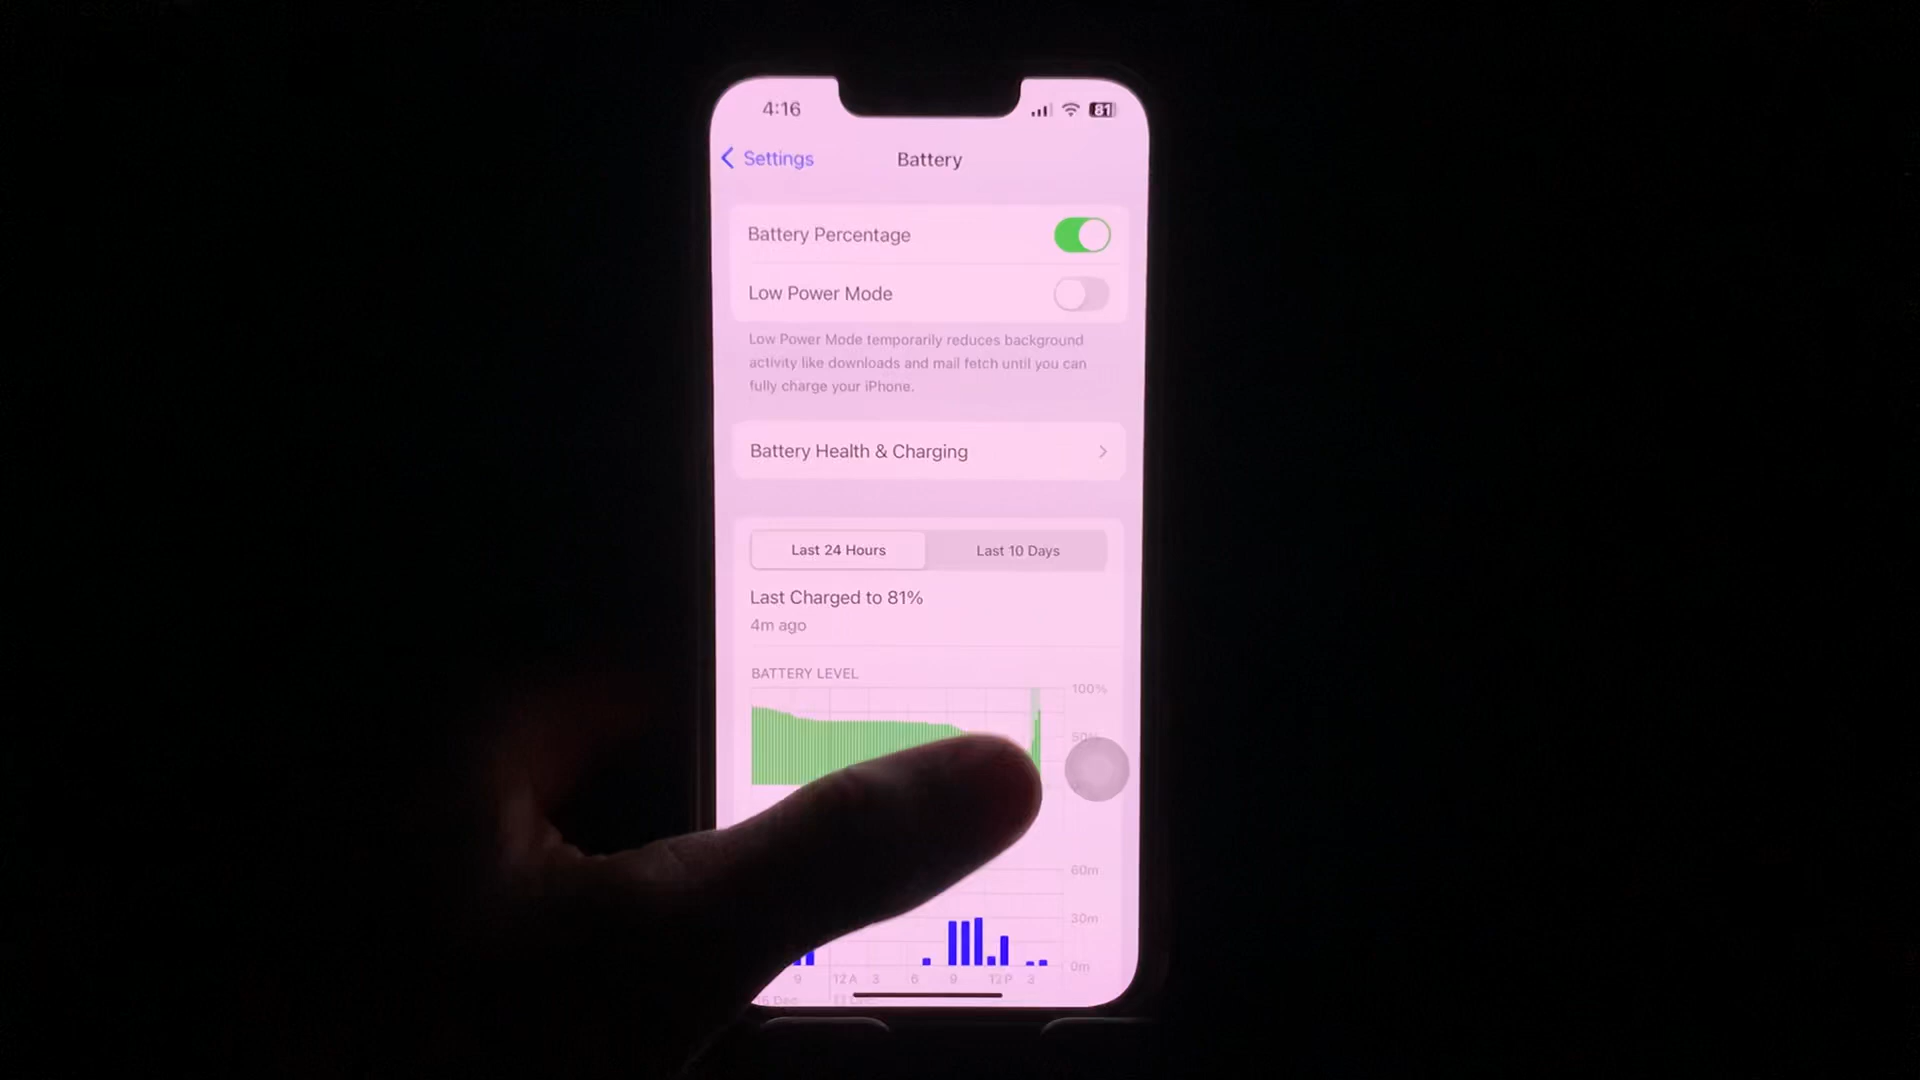 4:16
81
Settings
Battery
Battery Percentage
Low Power Mode
Low Power Mode temporarily reduces background
activity like downloads and mail fetch until you can
fully charge your iPhone.
Battery Health & Charging
Last 24 Hours
Last 10 Days
Last Charged to 81%
4m ago
BATTERY LEVEL
100%
50%
60m
30m
0m
9 12 A 3 6 9 12 P 3
16 Dec